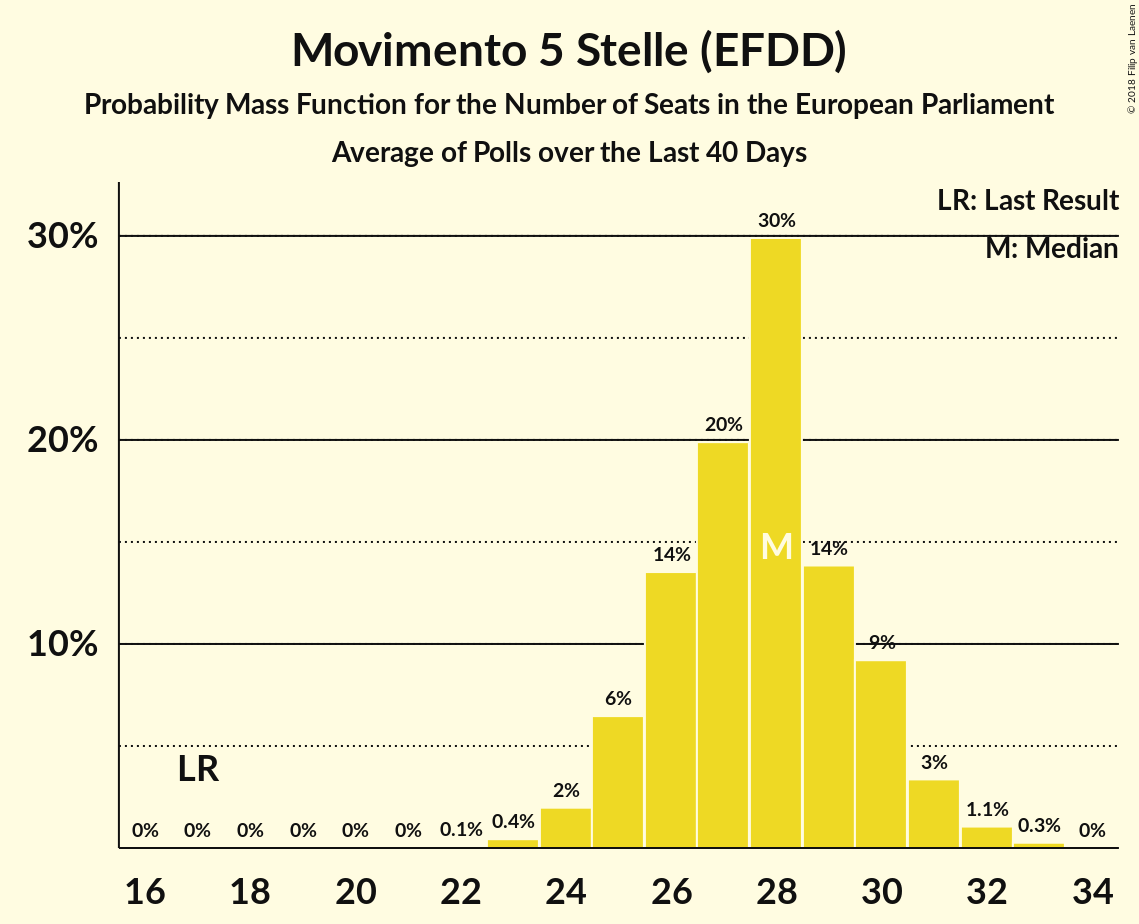 Movimento 5 Stelle (EFDD)
Probability Mass Function for the Number of Seats in the European Parliament
Average of Polls over the Last 40 Days
© 2018 Filip van Laenen
LR: Last Result
M: Median
30%
20%
10%
30%
20%
14%
14%
9%
6%
3%
2%
1.1%
0.4%
0.3%
0.1%
0%
0%
0%
0%
0%
0%
0%
M
LR
16 18 20 22 24 26 28 30 32 34